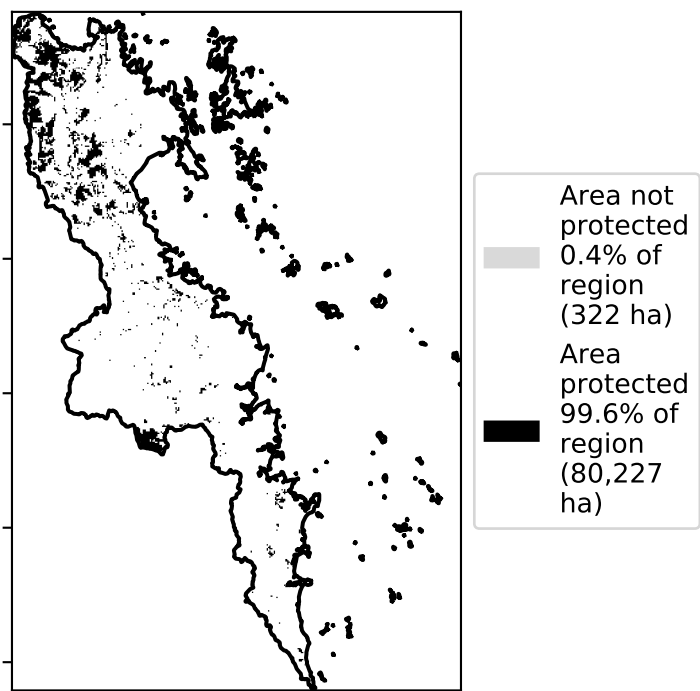 Area not
protected
0.4% of
region
(322 ha)
Area
protected
99.6% of
region
(80,227
ha)